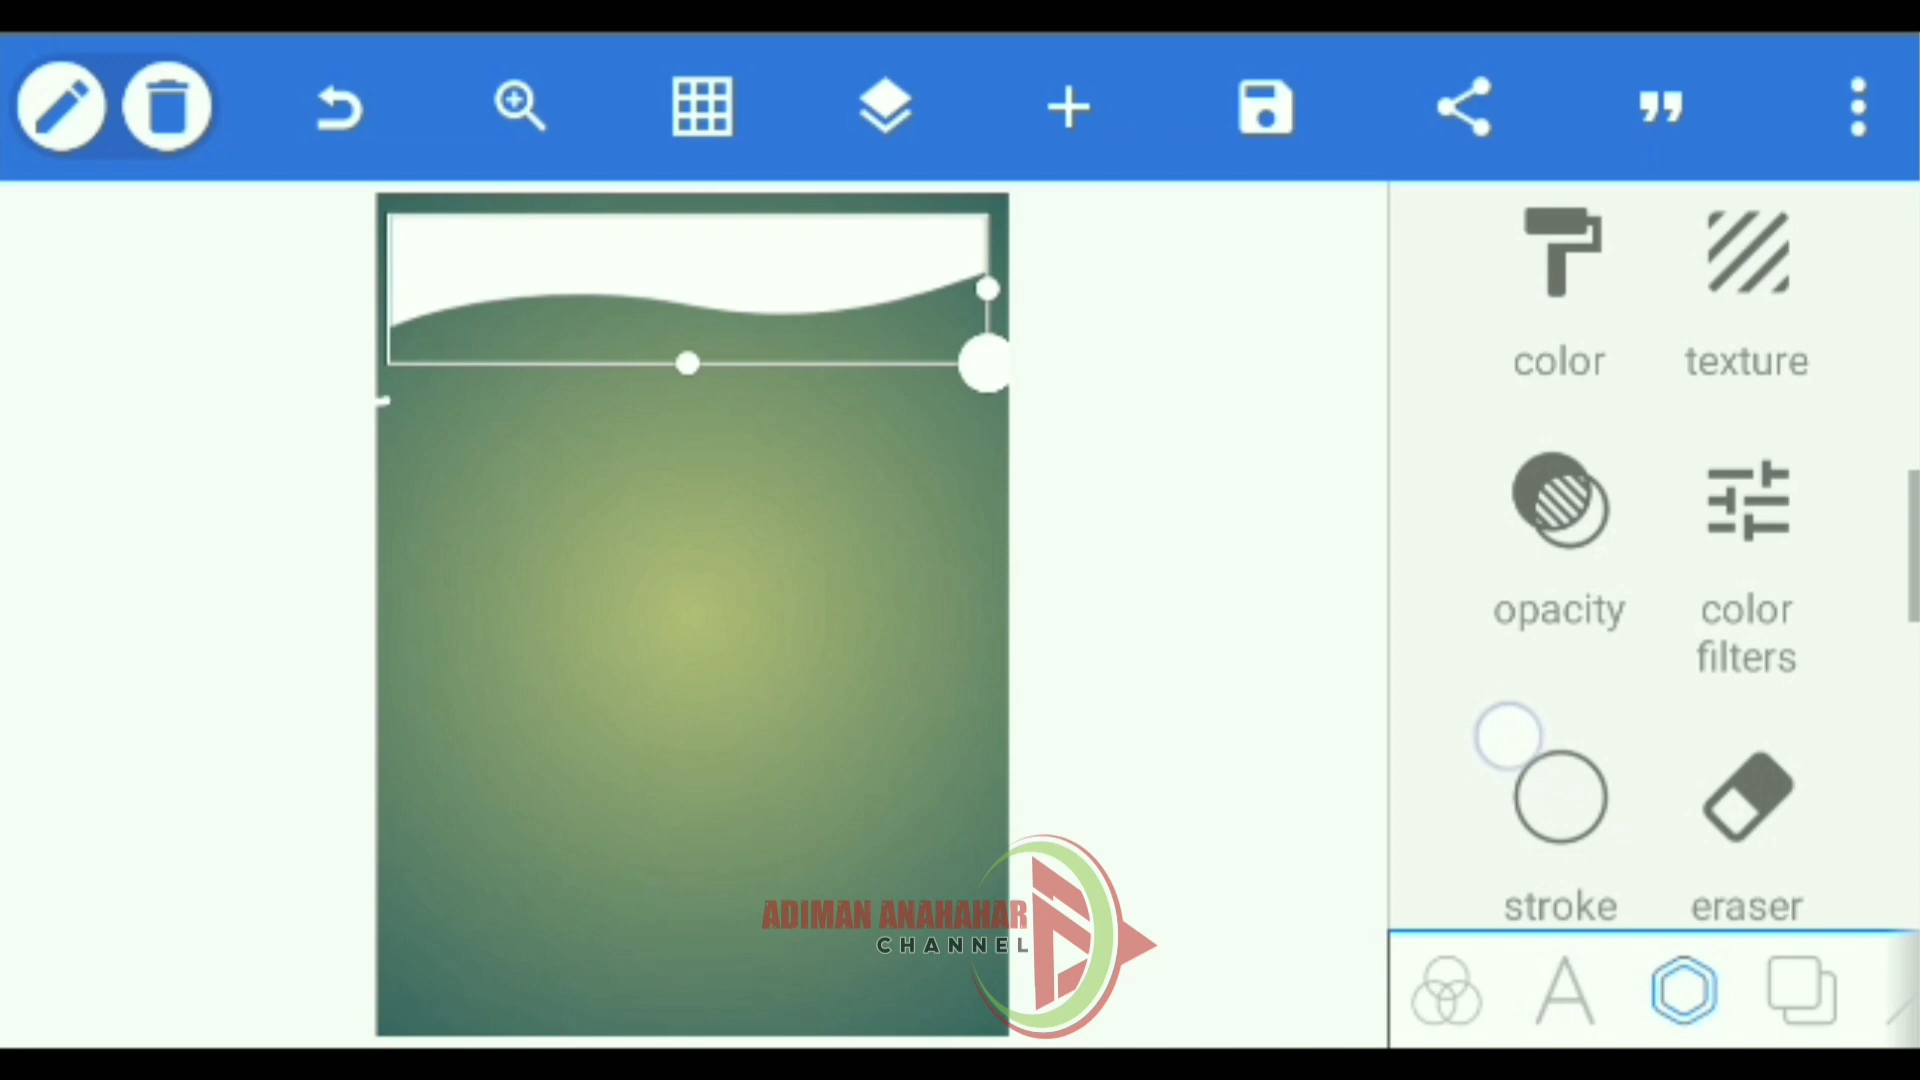 color
texture
opacity
color
filters
stroke
eraser
ADIMAN ANAHAHAR
CHANNEL